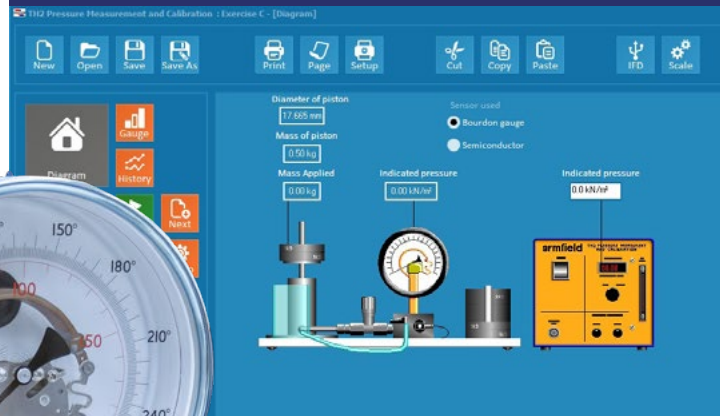 TH2 Pressure Measurement and Calibration : Exercise C - [Diagram]
New Open Save Save As Print Page Setup Cut Copy Paste IFD Scale
Diameter of piston
17.665 mm
Mass of piston
0.50 kg
Mass Applied
0.00 kg
Sensor used
Bourdon gauge
Semiconductor
Indicated pressure
0.00 kN/m²
Indicated pressure
0.0 kN/m²
Diagram
Gauge
History
Next
armfield
150°
180°
210°
240°
100
150